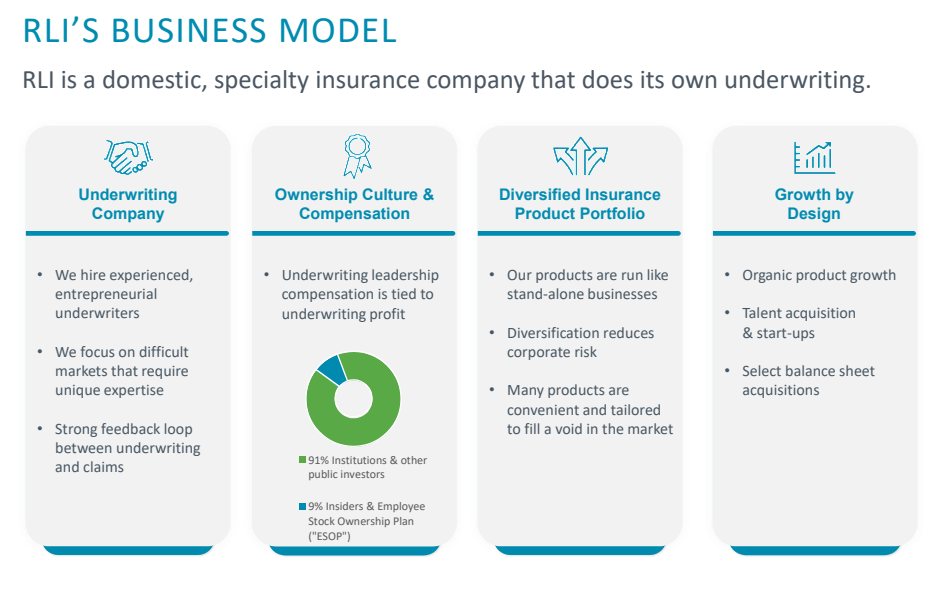 RLI’S BUSINESS MODEL
RLI is a domestic, specialty insurance company that does its own underwriting.
Underwriting
Company
• We hire experienced,
entrepreneurial
underwriters
• We focus on difficult
markets that require
unique expertise
• Strong feedback loop
between underwriting
and claims
Ownership Culture &
Compensation
• Underwriting leadership
compensation is tied to
underwriting profit
91% Institutions & other
public investors
9% Insiders & Employee
Stock Ownership Plan
("ESOP")
Diversified Insurance
Product Portfolio
• Our products are run like
stand-alone businesses
• Diversification reduces
corporate risk
• Many products are
convenient and tailored
to fill a void in the market
Growth by
Design
• Organic product growth
• Talent acquisition
& start-ups
• Select balance sheet
acquisitions